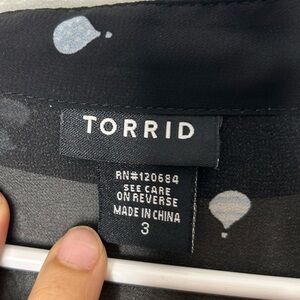 TORRID
RN#120684
SEE CARE
ON REVERSE
MADE IN CHINA
3